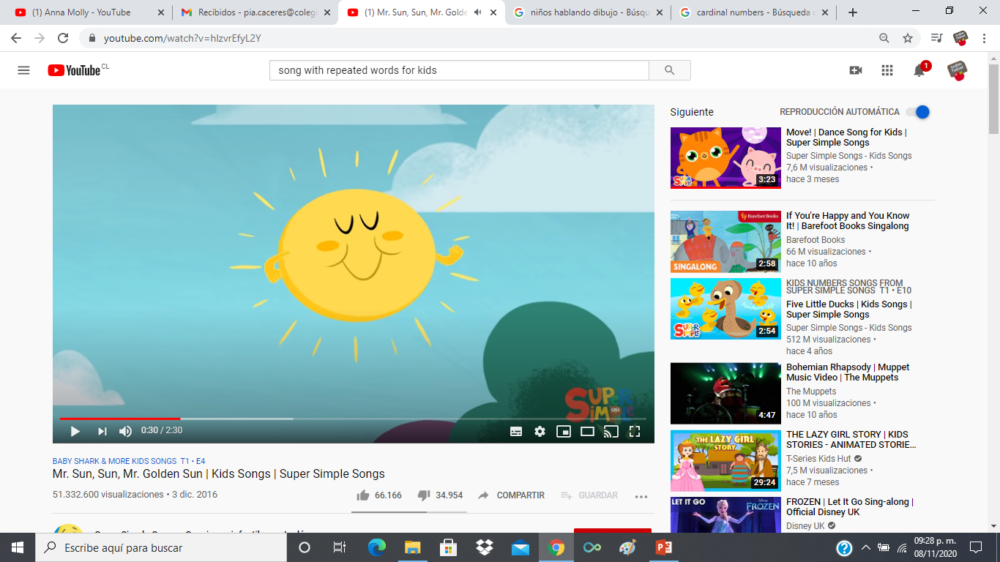 (1) Anna Molly - YouTube
Recibidos - pia.caceres@coleg
(1) Mr. Sun, Sun, Mr. Golde
niños hablando dibujo - Búsqu
cardinal numbers - Búsqueda
youtube.com/watch?v=hlzvrEfyL2Y
YouTube CL
song with repeated words for kids
1
SUPER
SIMPLE
0:30 / 2:30
BABY SHARK & MORE KIDS SONGS T1 • E4
Mr. Sun, Sun, Mr. Golden Sun | Kids Songs | Super Simple Songs
51.332.600 visualizaciones • 3 dic. 2016
66.166
34.954
COMPARTIR
GUARDAR
Siguiente
REPRODUCCIÓN AUTOMÁTICA
SUPER
SIMPLE
3:23
Move! | Dance Song for Kids |
Super Simple Songs
Super Simple Songs - Kids Songs
7,6 M visualizaciones •
hace 3 meses
Barefoot Books
SINGALONG
2:58
If You're Happy and You Know
It! | Barefoot Books Singalong
Barefoot Books
66 M visualizaciones •
hace 10 años
SUPER
SIMPLE
2:54
KIDS NUMBERS SONGS FROM
SUPER SIMPLE SONGS T1 • E10
Five Little Ducks | Kids Songs |
Super Simple Songs
Super Simple Songs - Kids Songs
512 M visualizaciones •
hace 4 años
4:47
Bohemian Rhapsody | Muppet
Music Video | The Muppets
The Muppets
100 M visualizaciones •
hace 10 años
THE LAZY GIRL
STORY
29:24
THE LAZY GIRL STORY | KIDS
STORIES - ANIMATED STORIE...
T-Series Kids Hut
7,5 M visualizaciones •
hace 7 meses
LET IT GO
Disney
FROZEN
FROZEN | Let It Go Sing-along |
Official Disney UK
Disney UK
Escribe aquí para buscar
09:28 p. m.
08/11/2020